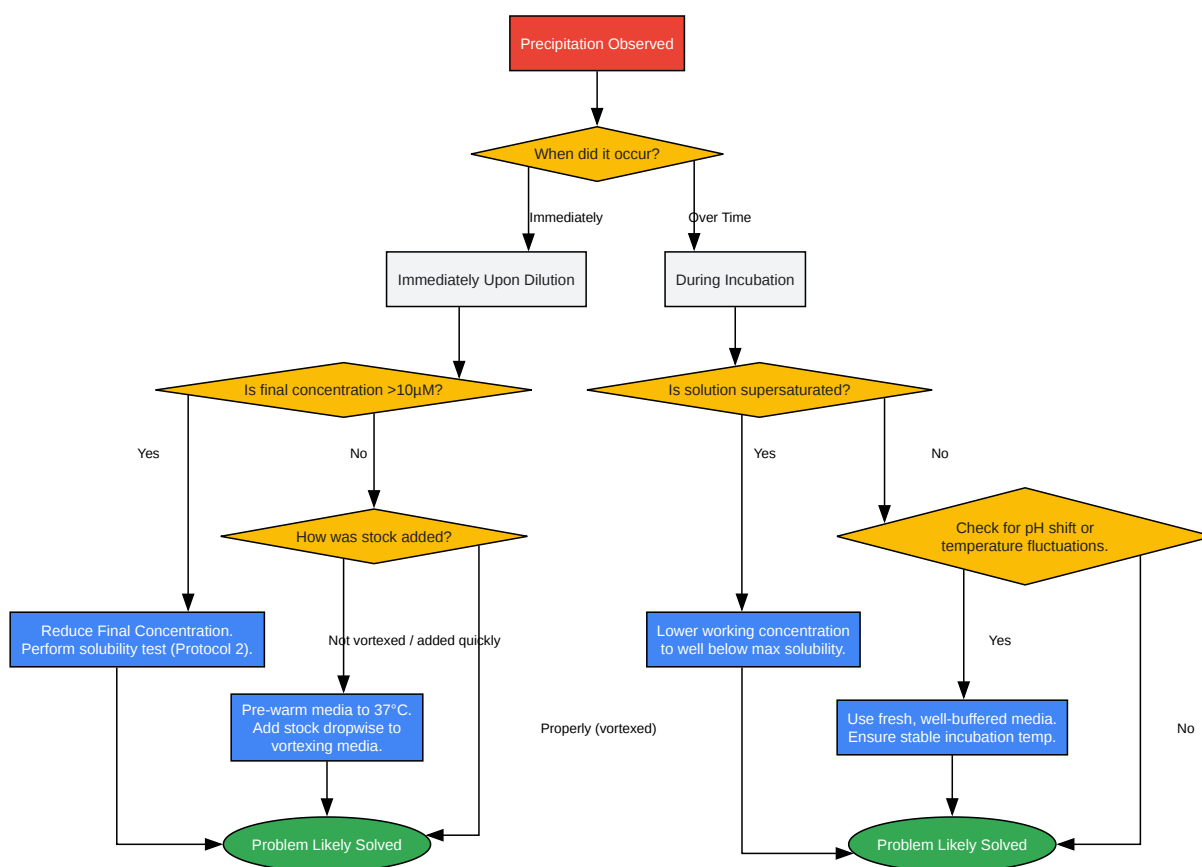 Precipitation Observed
When did it occur?
Immediately
Over Time
Immediately Upon Dilution
During Incubation
Is final concentration >10µM?
Is solution supersaturated?
Yes
No
Yes
No
How was stock added?
Check for pH shift or
temperature fluctuations.
Reduce Final Concentration.
Perform solubility test (Protocol 2).
Not vortexed / added quickly
Lower working concentration
to well below max solubility.
Yes
Pre-warm media to 37°C.
Add stock dropwise to
vortexing media.
Properly (vortexed)
Use fresh, well-buffered media.
Ensure stable incubation temp.
No
Problem Likely Solved
Problem Likely Solved